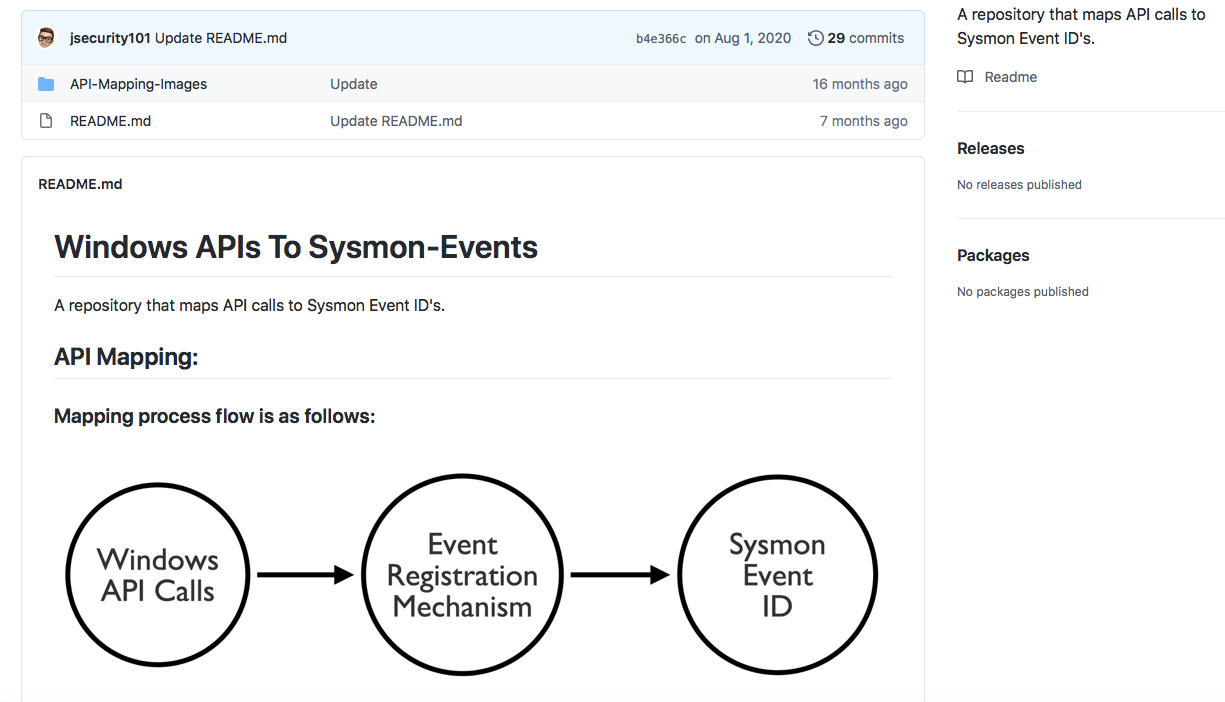 jsecurity101 Update README.md b4e366c on Aug 1, 2020 29 commits
API-Mapping-Images Update 16 months ago
README.md Update README.md 7 months ago
README.md
Windows APIs To Sysmon-Events
A repository that maps API calls to Sysmon Event ID's.
API Mapping:
Mapping process flow is as follows:
Windows
API Calls
Event
Registration
Mechanism
Sysmon
Event
ID
A repository that maps API calls to
Sysmon Event ID's.
Readme
Releases
No releases published
Packages
No packages published